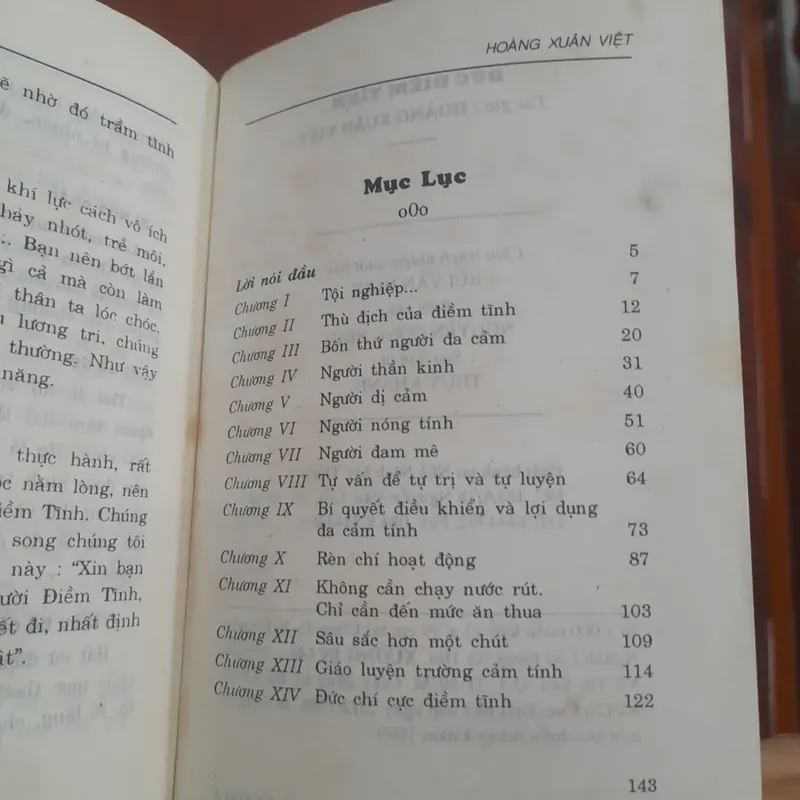 ẽ nhờ đó trầm tĩnh
khí lực cách vô ích
hảy nhót, trề môi,
... Bạn nên bớt lần
gì cả mà còn làm
thân ta lóc chóc.
lương tri, chúng
thường. Như vậy
năng.
thực hành, rất
ọc nằm lòng, nên
iềm Tĩnh. Chúng
song chúng tôi
này : "Xin bạn
ười Điềm Tĩnh,
ết đi, nhất định
ật".
HOÀNG XUÂN VIỆT
Mục Lục
oOo
Lời nói đầu 5
Chương I Tội nghiệp... 7
Chương II Thù địch của điềm tĩnh 12
Chương III Bốn thứ người đa cảm 20
Chương IV Người thần kinh 31
Chương V Người dị cảm 40
Chương VI Người nóng tính 51
Chương VII Người đam mê 60
Chương VIII Tự vấn để tự trị và tự luyện 64
Chương IX Bí quyết điều khiển và lợi dụng
đa cảm tính 73
Chương X Rèn chí hoạt động 87
Chương XI Không cần chạy nước rút.
Chỉ cần đến mức ăn thua 103
Chương XII Sâu sắc hơn một chút 109
Chương XIII Giáo luyện trường cảm tính 114
Chương XIV Đức chí cực điềm tĩnh 122
143